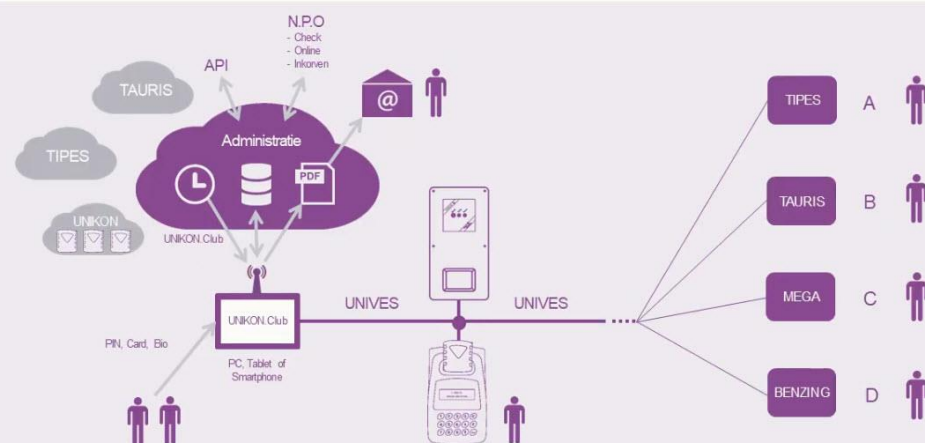 N.P.O
- Check
- Online
- Inkorven
API
TAURIS
TIPES
UNIKON
Administratie
PDF
@
UNIKON.Club
UNIKON.Club
PIN, Card, Bio
PC, Tablet of
Smartphone
UNIVES
UNIVES
TIPES
A
TAURIS
B
MEGA
C
BENZING
D